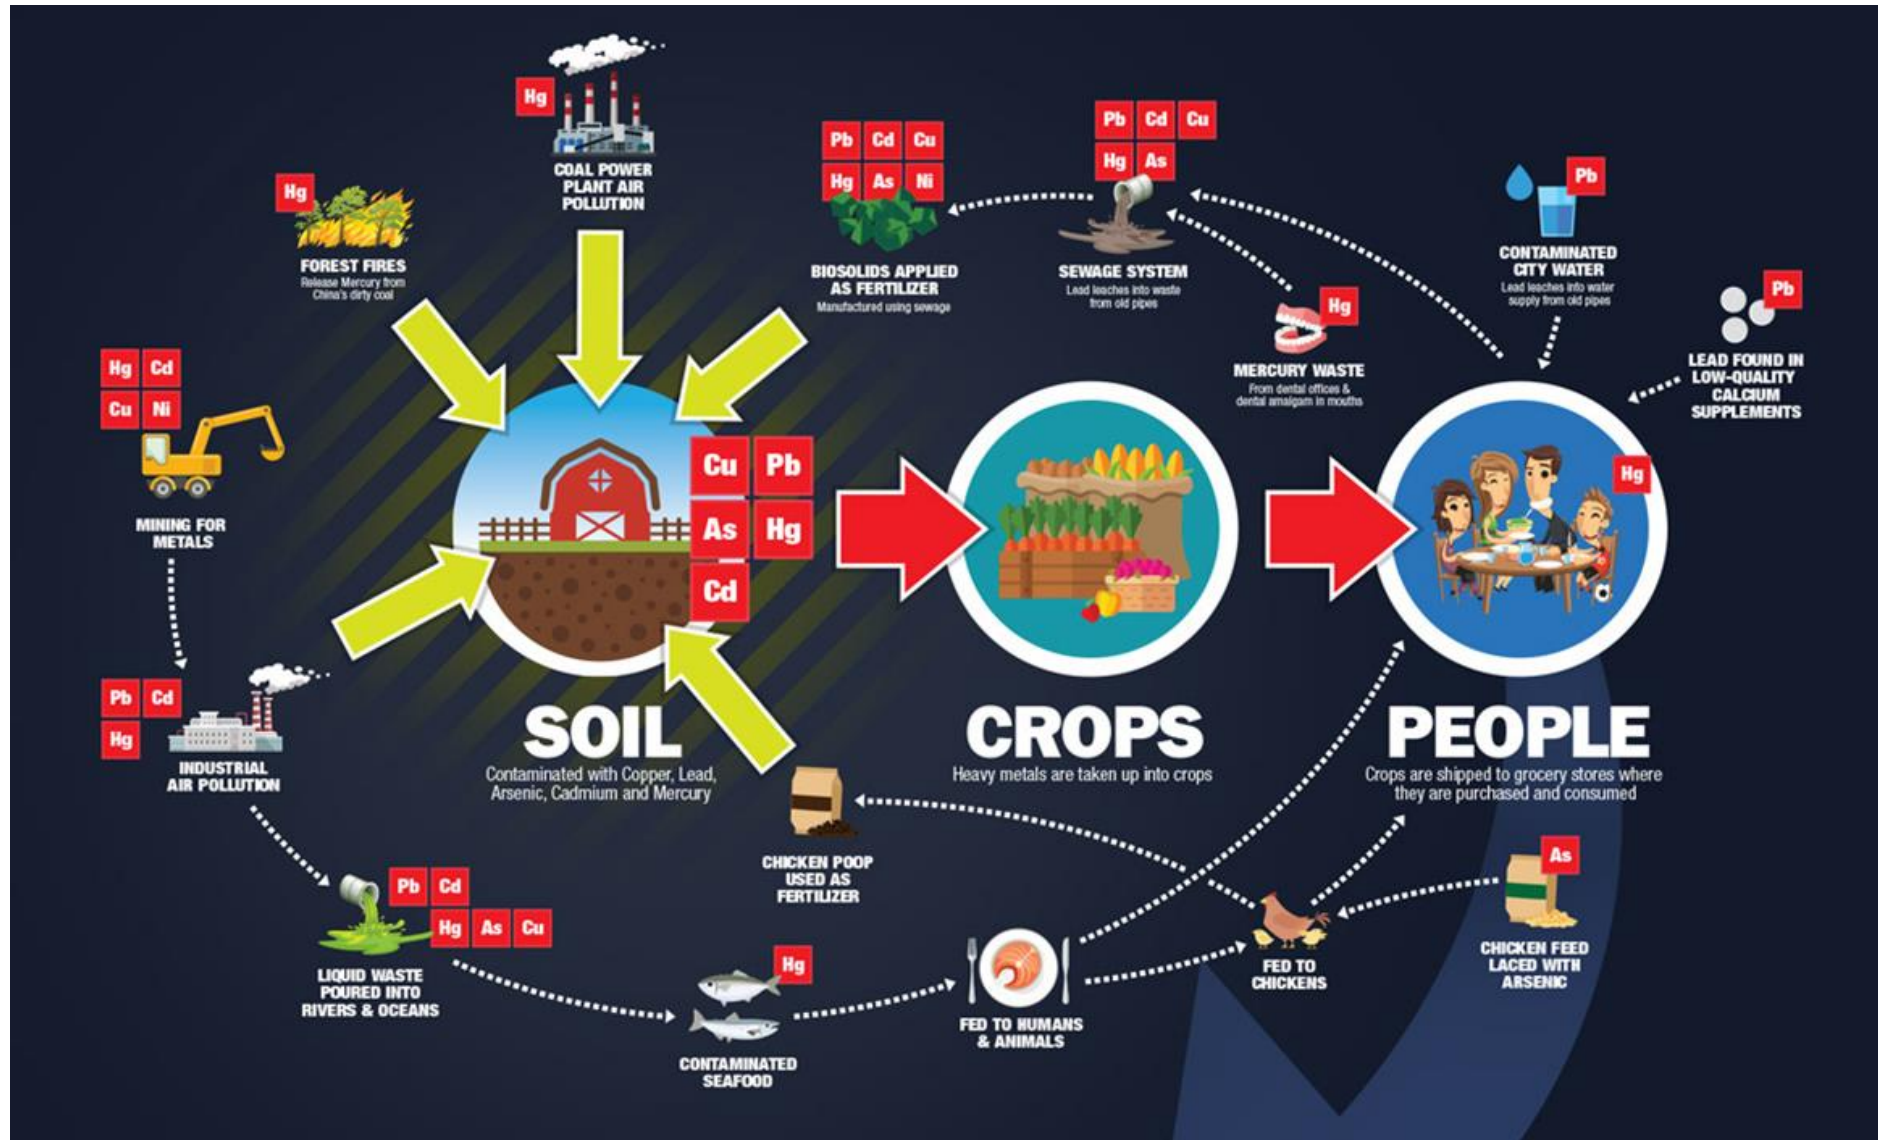 Hg
COAL POWER
PLANT AIR
POLLUTION
Hg
FOREST FIRES
Release Mercury from
China's dirty coal
Pb Cd Cu
Hg As Ni
BIOSOLIDS APPLIED
AS FERTILIZER
Manufactured using sewage
Pb Cd Cu
Hg As
SEWAGE SYSTEM
Lead leaches into waste
from old pipes
Pb
CONTAMINATED
CITY WATER
Lead leaches into water
supply from old pipes
Hg
MERCURY WASTE
From dental offices &
dental amalgam in mouths
Pb
LEAD FOUND IN
LOW-QUALITY
CALCIUM
SUPPLEMENTS
Hg Cd
Cu Ni
MINING FOR
METALS
Cu Pb
As Hg
Cd
Hg
Pb Cd
Hg
INDUSTRIAL
AIR POLLUTION
SOIL
Contaminated with Copper, Lead,
Arsenic, Cadmium and Mercury
CROPS
Heavy metals are taken up into crops
PEOPLE
Crops are shipped to grocery stores where
they are purchased and consumed
CHICKEN POOP
USED AS
FERTILIZER
Pb Cd
Hg As Cu
LIQUID WASTE
POURED INTO
RIVERS & OCEANS
Hg
CONTAMINATED
SEAFOOD
FED TO HUMANS
& ANIMALS
FED TO
CHICKENS
As
CHICKEN FEED
LACED WITH
ARSENIC